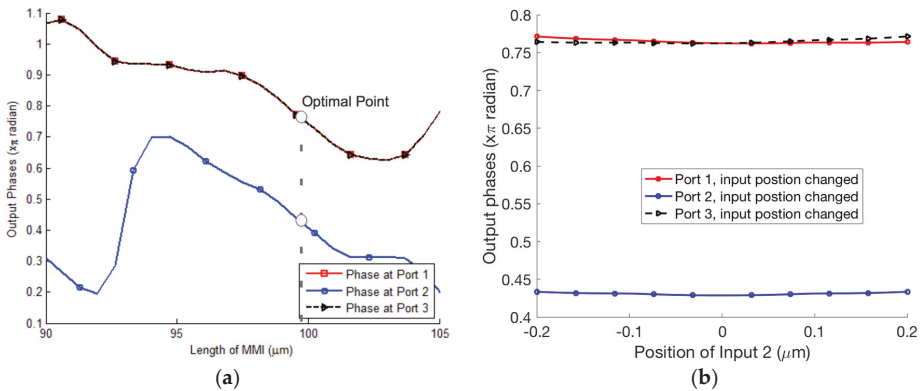 1.1
1
0.9
0.8
0.7
0.6
0.5
0.4
0.3
0.2
0.1
Output Phases (xπ radian)
Optimal Point
Phase at Port 1
Phase at Port 2
Phase at Port 3
90
95
100
105
Length of MMI (μm)
(a)
0.8
0.75
0.7
0.65
0.6
0.55
0.5
0.45
0.4
Output phases (xπ radian)
Port 1, input postion changed
Port 2, input postion changed
Port 3, input postion changed
-0.2
-0.1
0
0.1
0.2
Position of Input 2 (μm)
(b)